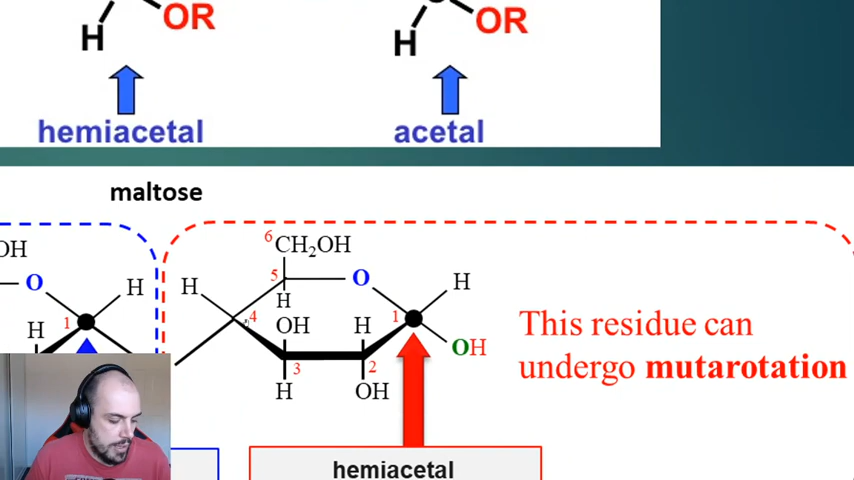 H OR
H OR
hemiacetal acetal
maltose
6 CH₂OH
OH
O H H 5 O H
H
1 4 OH H 1
H 3 2 OH
H OH
This residue can
undergo mutarotation
hemiacetal